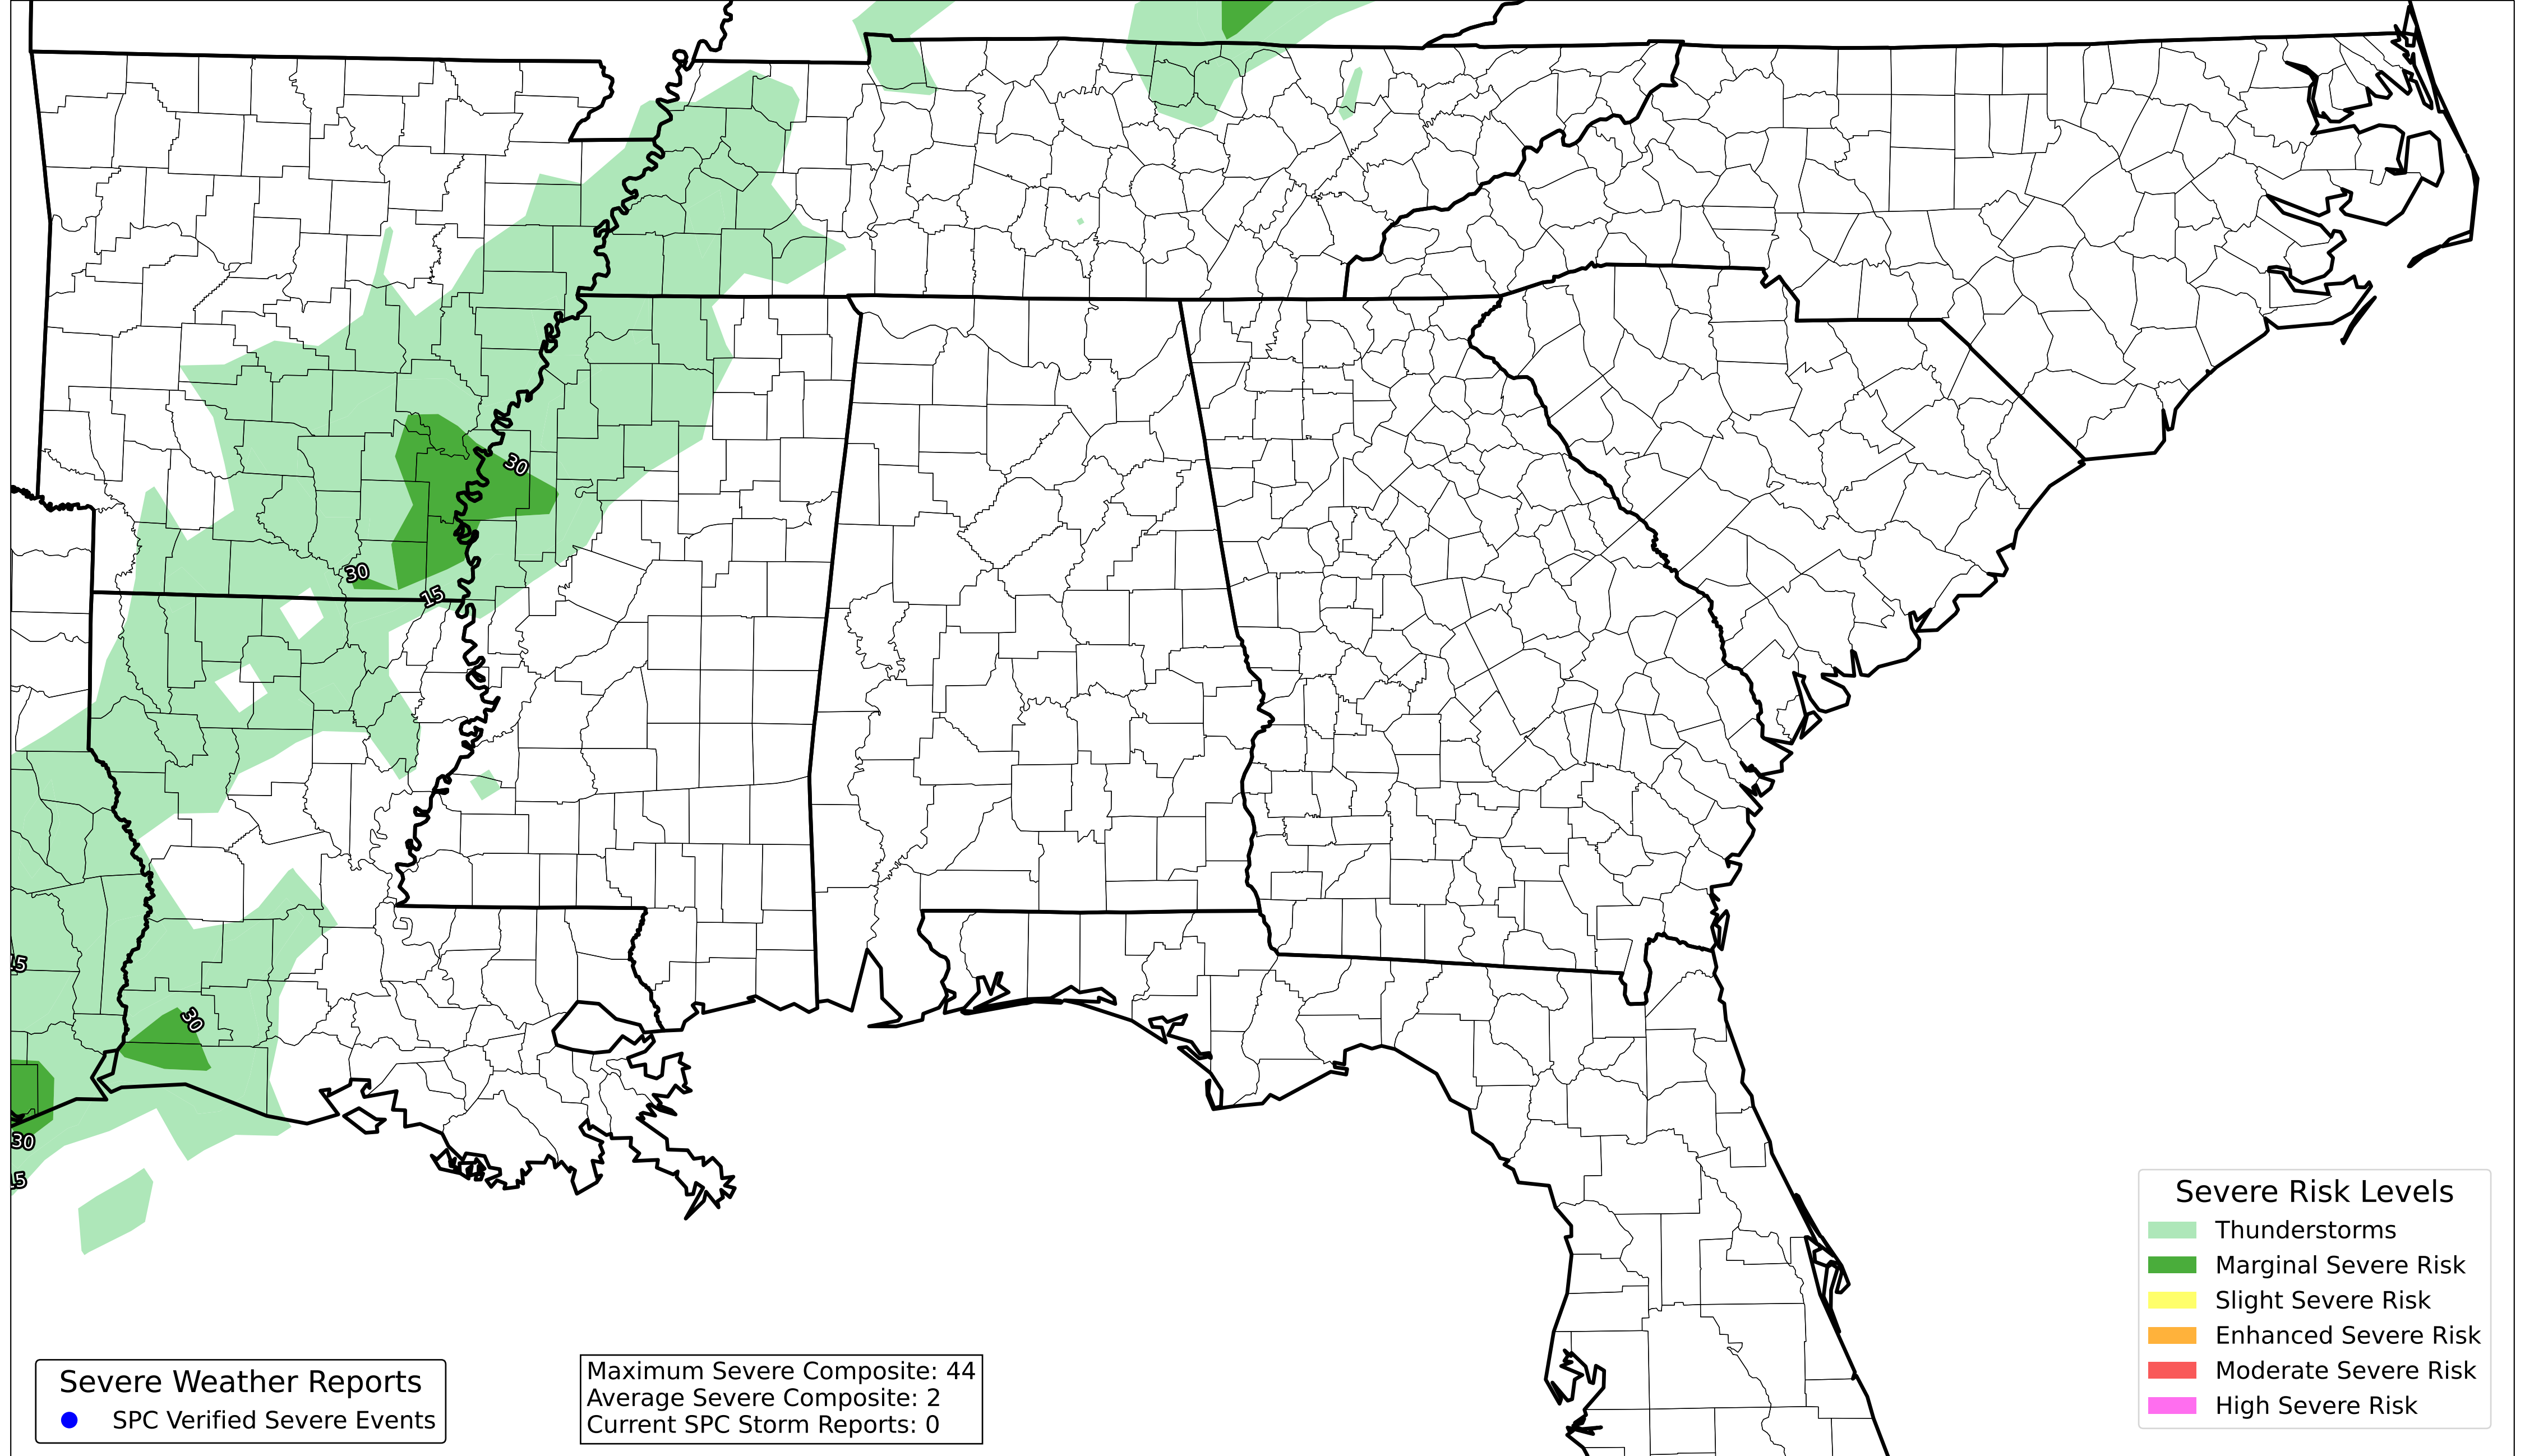 30
30
15
15
30
30
15
Severe Risk Levels
Thunderstorms
Marginal Severe Risk
Slight Severe Risk
Enhanced Severe Risk
Moderate Severe Risk
High Severe Risk
Severe Weather Reports
SPC Verified Severe Events
Maximum Severe Composite: 44
Average Severe Composite: 2
Current SPC Storm Reports: 0